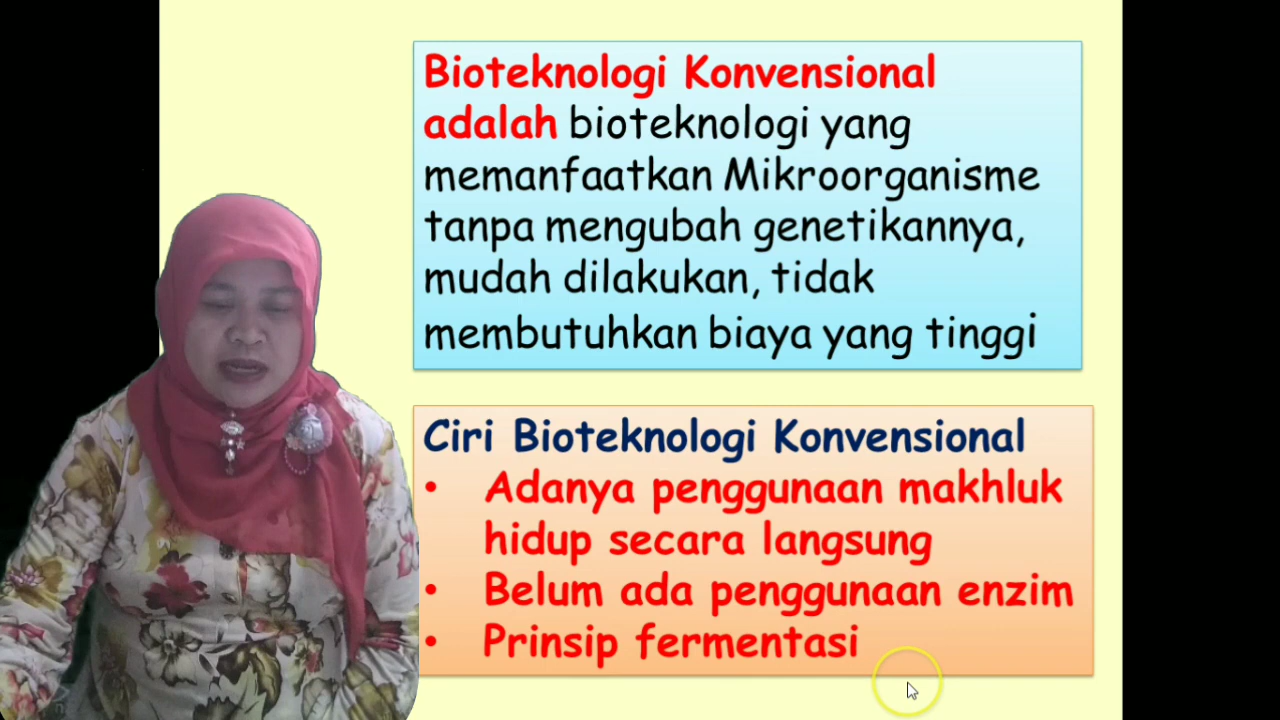 Bioteknologi Konvensional
adalah bioteknologi yang
memanfaatkan Mikroorganisme
tanpa mengubah genetikannya,
mudah dilakukan, tidak
membutuhkan biaya yang tinggi
Ciri Bioteknologi Konvensional
• Adanya penggunaan makhluk
hidup secara langsung
• Belum ada penggunaan enzim
• Prinsip fermentasi